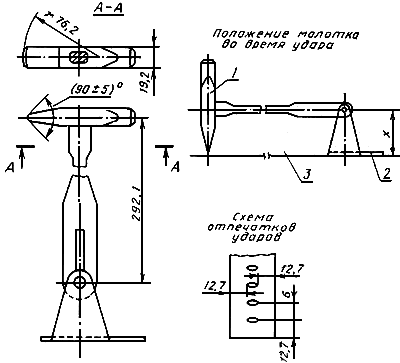 А-А
r 76,2
19,2
(90±5)°
А
А
292,1
Положение молотка
во время удара
1
x
3
2
Схема
отпечатков
ударов
12,7
12,7
6
12,7